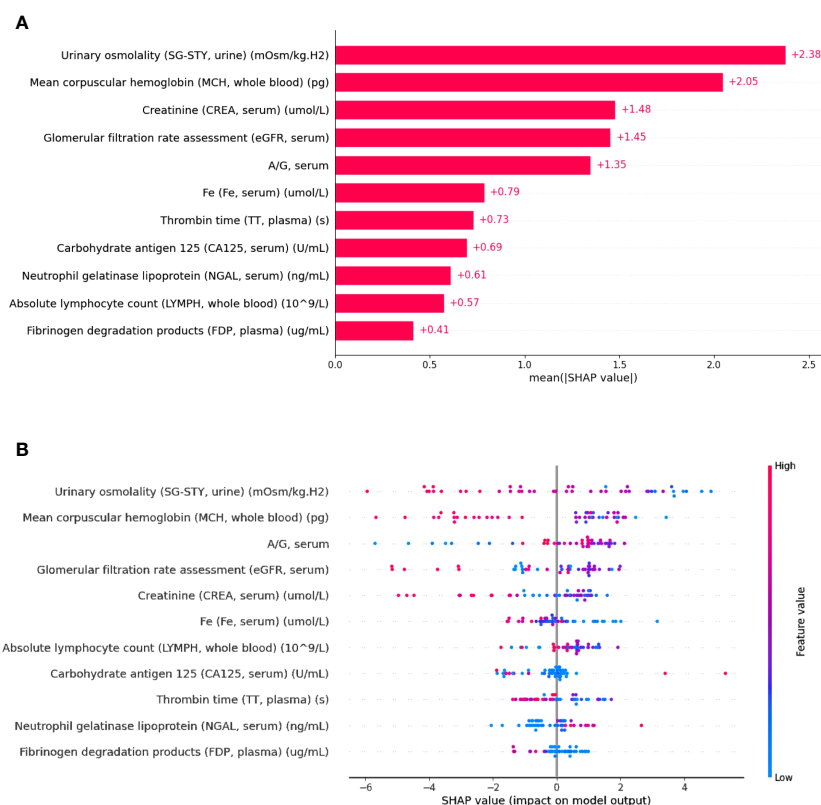 A
Urinary osmolality (SG-STY, urine) (mOsm/kg.H2) +2.38
Mean corpuscular hemoglobin (MCH, whole blood) (pg) +2.05
Creatinine (CREA, serum) (umol/L) +1.48
Glomerular filtration rate assessment (eGFR, serum) +1.45
A/G, serum +1.35
Fe (Fe, serum) (umol/L) +0.79
Thrombin time (TT, plasma) (s) +0.73
Carbohydrate antigen 125 (CA125, serum) (U/mL) +0.69
Neutrophil gelatinase lipoprotein (NGAL, serum) (ng/mL) +0.61
Absolute lymphocyte count (LYMPH, whole blood) (10^9/L) +0.57
Fibrinogen degradation products (FDP, plasma) (ug/mL) +0.41
0.0 0.5 1.0 1.5 2.0 2.5
mean(|SHAP value|)
B
High
Urinary osmolality (SG-STY, urine) (mOsm/kg.H2)
Mean corpuscular hemoglobin (MCH, whole blood) (pg)
A/G, serum
Glomerular filtration rate assessment (eGFR, serum)
Creatinine (CREA, serum) (umol/L)
Fe (Fe, serum) (umol/L)
Absolute lymphocyte count (LYMPH, whole blood) (10^9/L)
Carbohydrate antigen 125 (CA125, serum) (U/mL)
Thrombin time (TT, plasma) (s)
Neutrophil gelatinase lipoprotein (NGAL, serum) (ng/mL)
Fibrinogen degradation products (FDP, plasma) (ug/mL)
Feature value
Low
−6 −4 −2 0 2 4
SHAP value (impact on model output)